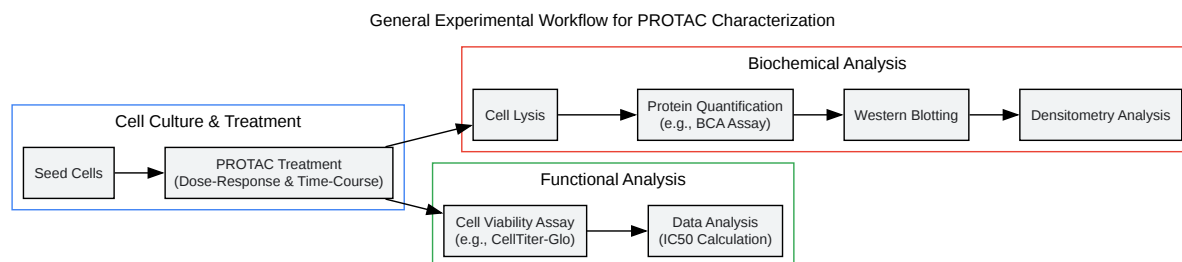 General Experimental Workflow for PROTAC Characterization
Biochemical Analysis
Cell Lysis
Protein Quantification
(e.g., BCA Assay)
Western Blotting
Densitometry Analysis
Cell Culture & Treatment
Seed Cells
PROTAC Treatment
(Dose-Response & Time-Course)
Functional Analysis
Cell Viability Assay
(e.g., CellTiter-Glo)
Data Analysis
(IC50 Calculation)